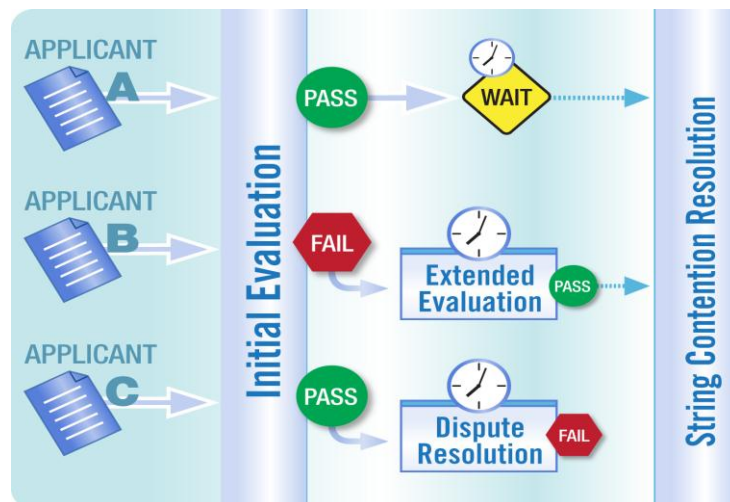 APPLICANT
A
PASS
WAIT
APPLICANT
B
FAIL
Extended
Evaluation
PASS
APPLICANT
C
PASS
Dispute
Resolution
FAIL
Initial Evaluation
String Contention Resolution